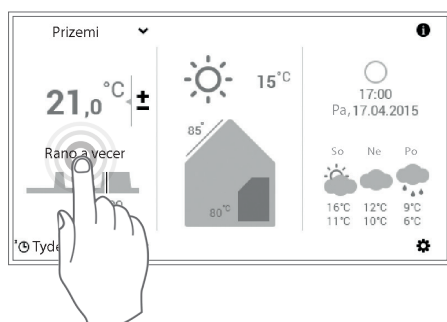 Prizemi
21,0 °C ±
Rano a vecer
Tyde
15°C
85°
80°C
17:00
Pa, 17.04.2015
So Ne Po
16°C 12°C 9°C
11°C 10°C 6°C